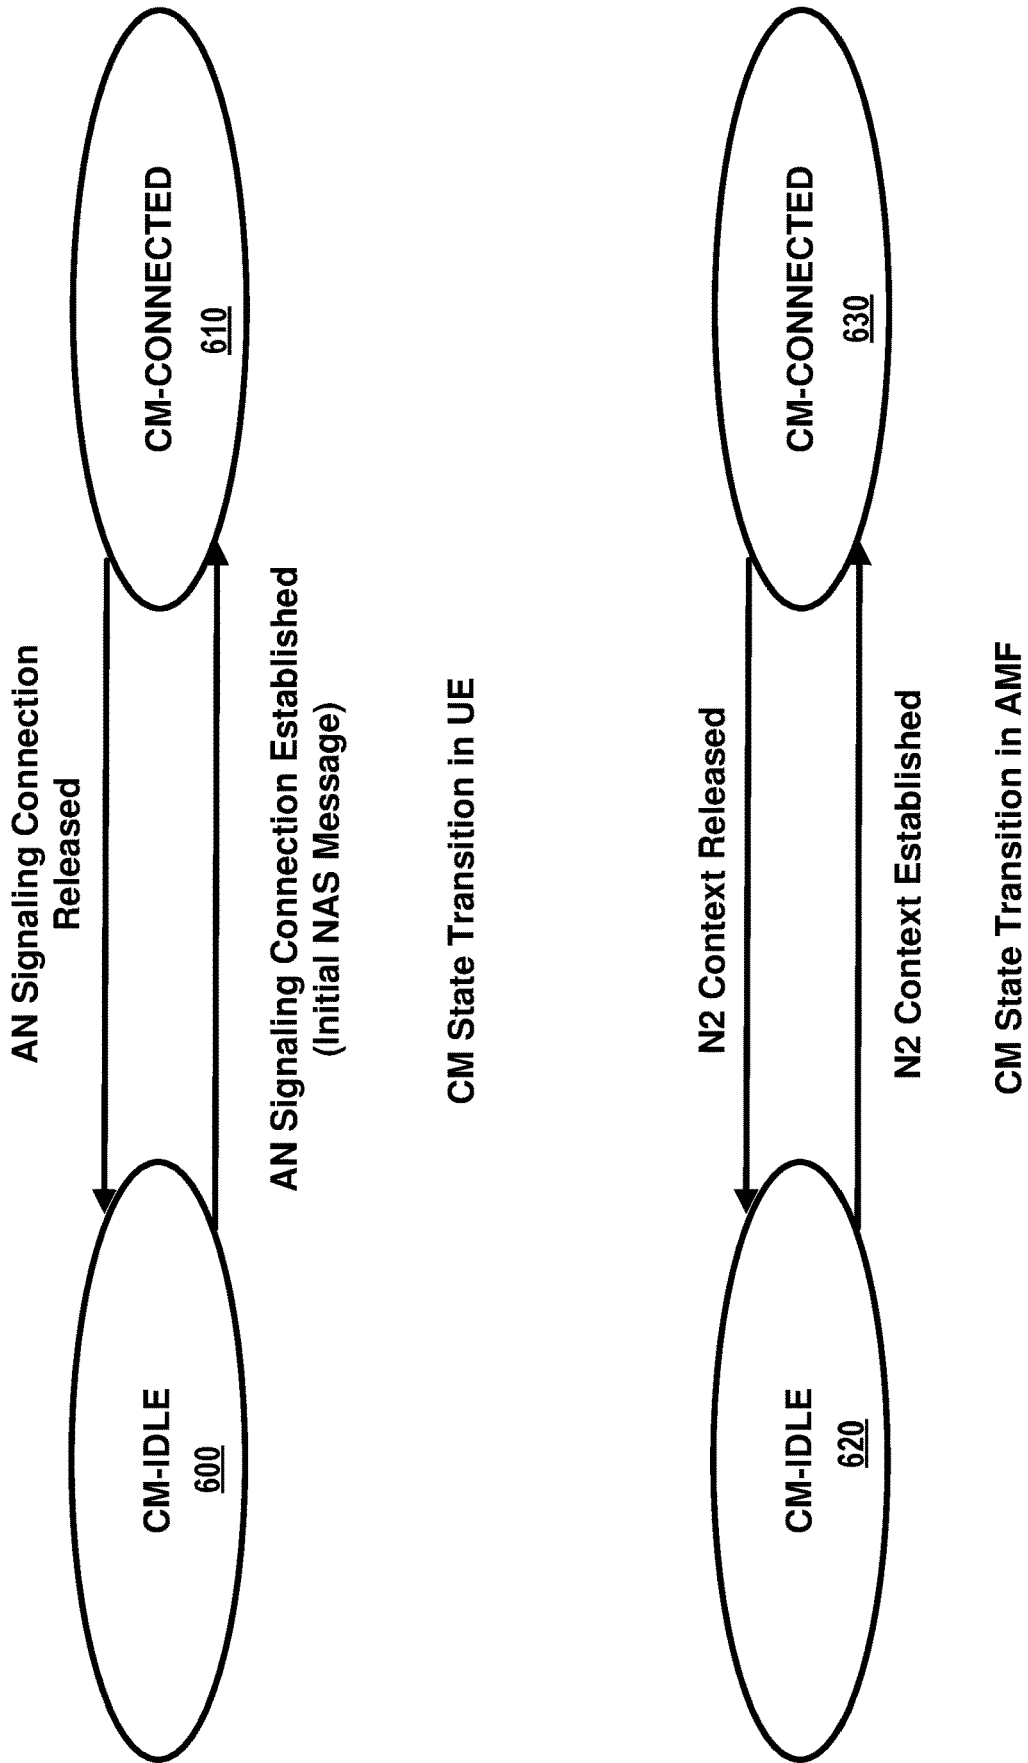 AN Signaling Connection
Released
CM-IDLE
600
CM-CONNECTED
610
AN Signaling Connection Established
(Initial NAS Message)
CM State Transition in UE
N2 Context Released
CM-IDLE
620
CM-CONNECTED
630
N2 Context Established
CM State Transition in AMF